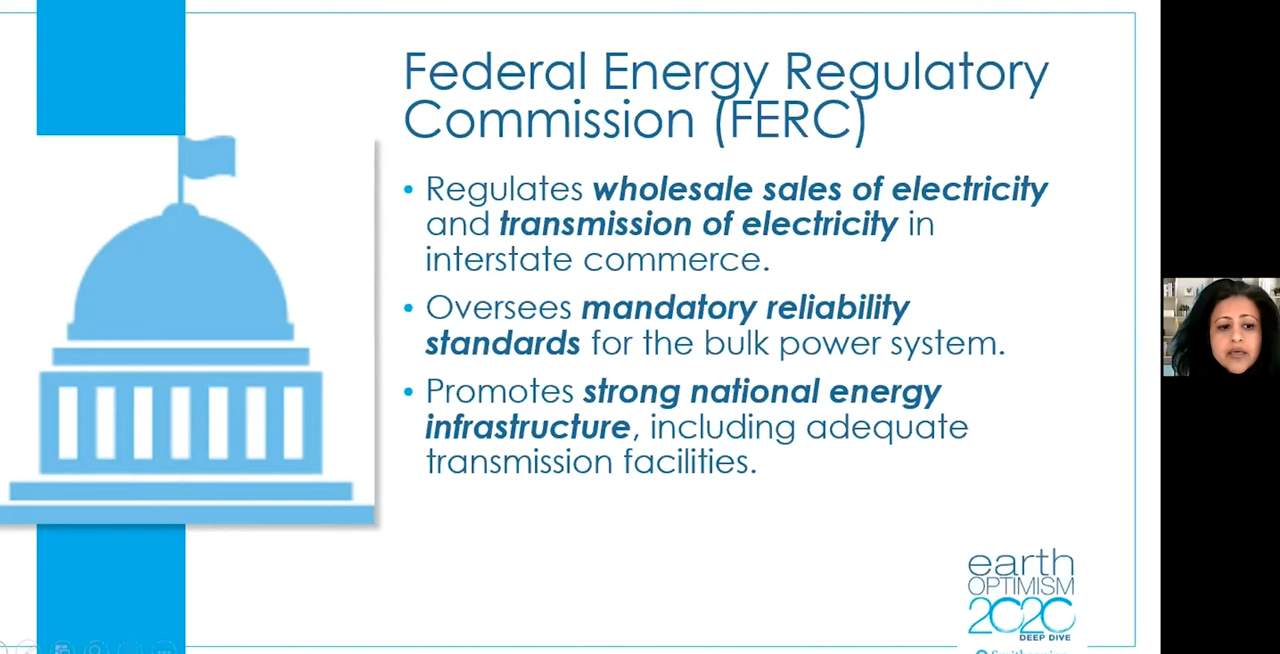 Federal Energy Regulatory
Commission (FERC)
• Regulates wholesale sales of electricity
and transmission of electricity in
interstate commerce.
• Oversees mandatory reliability
standards for the bulk power system.
• Promotes strong national energy
infrastructure, including adequate
transmission facilities.
earth
OPTIMISM
2020
DEEP DIVE